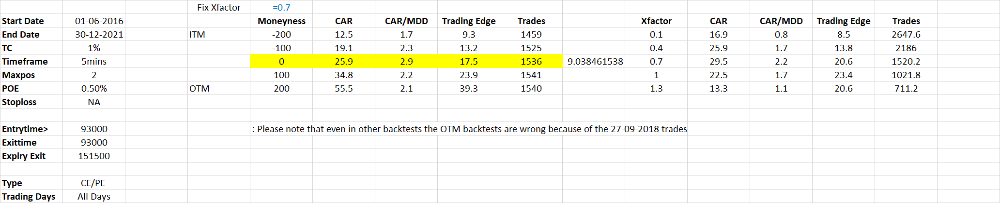 Fix Xfactor =0.7
Start Date 01-06-2016 Moneyness CAR CAR/MDD Trading Edge Trades Xfactor CAR CAR/MDD Trading Edge Trades
End Date 30-12-2021 ITM -200 12.5 1.7 9.3 1459 0.1 16.9 0.8 8.5 2647.6
TC 1% -100 19.1 2.3 13.2 1525 0.4 25.9 1.7 13.8 2186
Timeframe 5mins 0 25.9 2.9 17.5 1536 9.038461538 0.7 29.5 2.2 20.6 1520.2
Maxpos 2 100 34.8 2.2 23.9 1541 1 22.5 1.7 23.4 1021.8
POE 0.50% OTM 200 55.5 2.1 39.3 1540 1.3 13.3 1.1 20.6 711.2
Stoploss NA
Entrytime> 93000 : Please note that even in other backtests the OTM backtests are wrong because of the 27-09-2018 trades
Exittime 93000
Expiry Exit 151500
Type CE/PE
Trading Days All Days